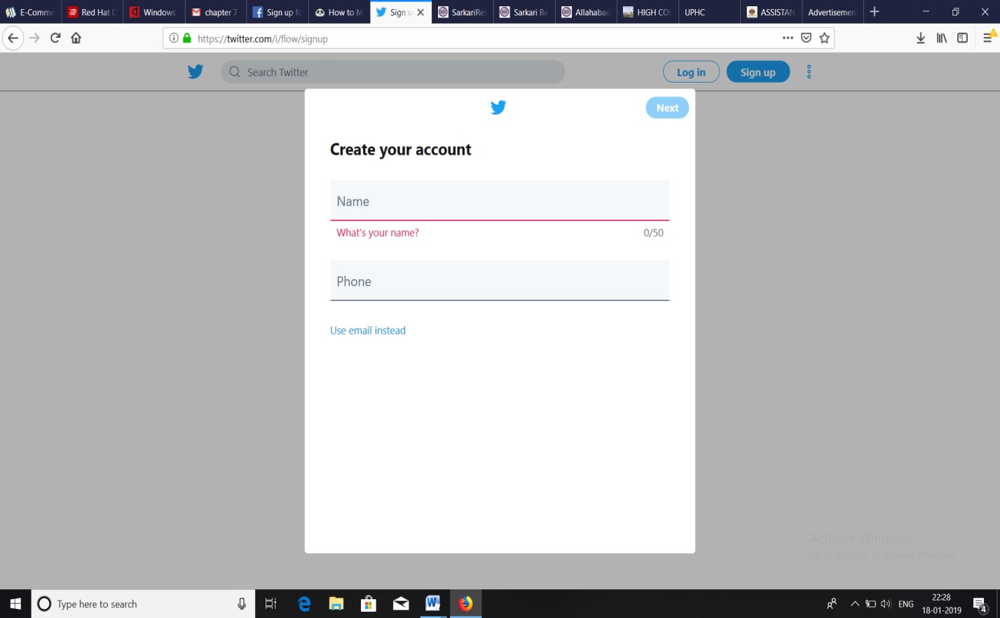 E-Comme
Red Hat D
Windows
chapter 7
Sign up fo
How to M
Sign u
SarkariRes
Sarkari Re
Allahabad
HIGH COU
UPHC
ASSISTAN
Advertisemen
https://twitter.com/i/flow/signup
Search Twitter
Log in
Sign up
Next
Create your account
Name
What's your name?
0/50
Phone
Use email instead
Activate Windows
Go to Settings to activate Windows.
Type here to search
ENG
22:28
18-01-2019
4